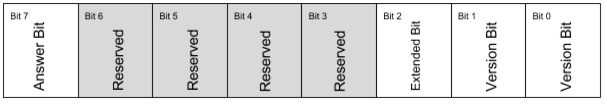 Bit 7 Bit 6 Bit 5 Bit 4 Bit 3 Bit 2 Bit 1 Bit 0
Answer Bit
Reserved
Reserved
Reserved
Reserved
Extended Bit
Version Bit
Version Bit